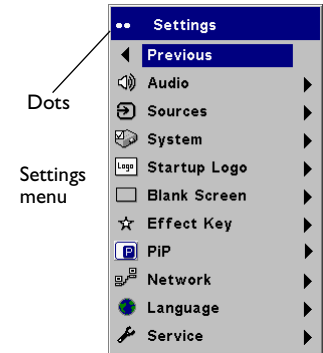 Settings
Previous
Audio
Dots
Sources
System
Settings
menu
Logo
Startup Logo
Blank Screen
Effect Key
P
PiP
Network
Language
Service